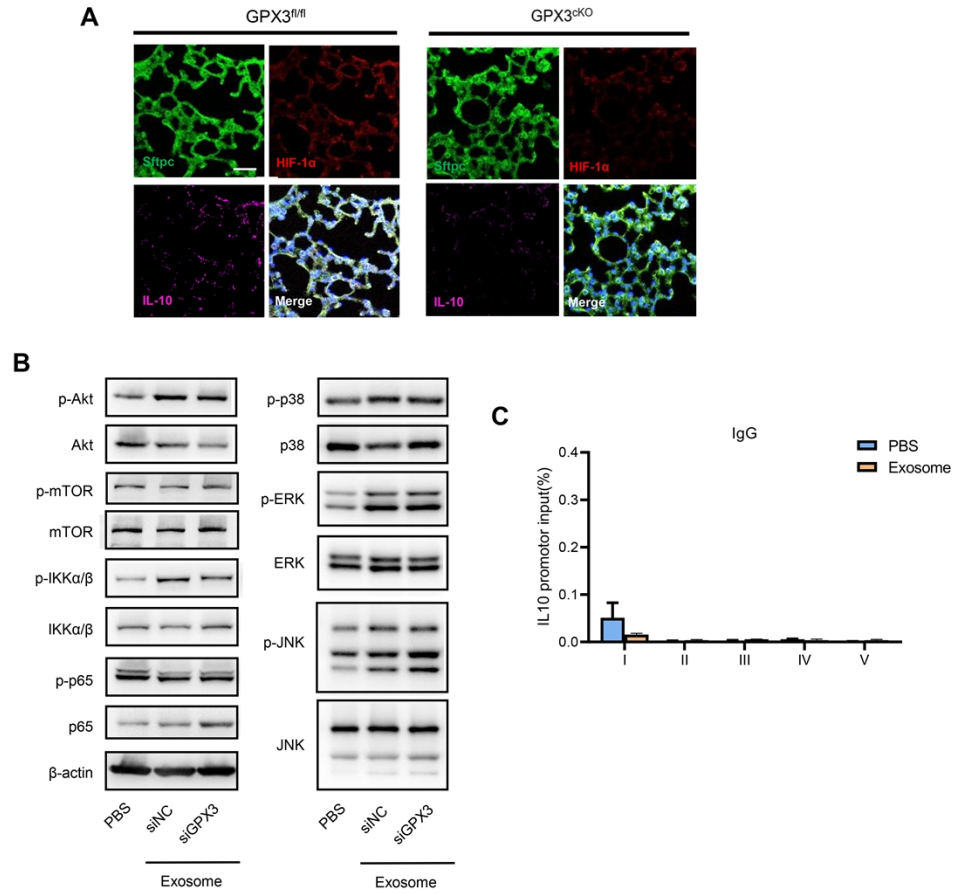 A
GPX3fl/fl
GPX3cKO
Sftpc
HIF-1α
Sftpc
HIF-1α
IL-10
Merge
IL-10
Merge
B
p-Akt
Akt
p-mTOR
mTOR
p-IKKα/β
IKKα/β
p-p65
p65
β-actin
PBS
siNC
siGPX3
Exosome
p-p38
p38
p-ERK
ERK
p-JNK
JNK
PBS
siNC
siGPX3
Exosome
C
IgG
PBS
Exosome
IL10 promotor input(%)
0.4
0.3
0.2
0.1
0.0
I II III IV V